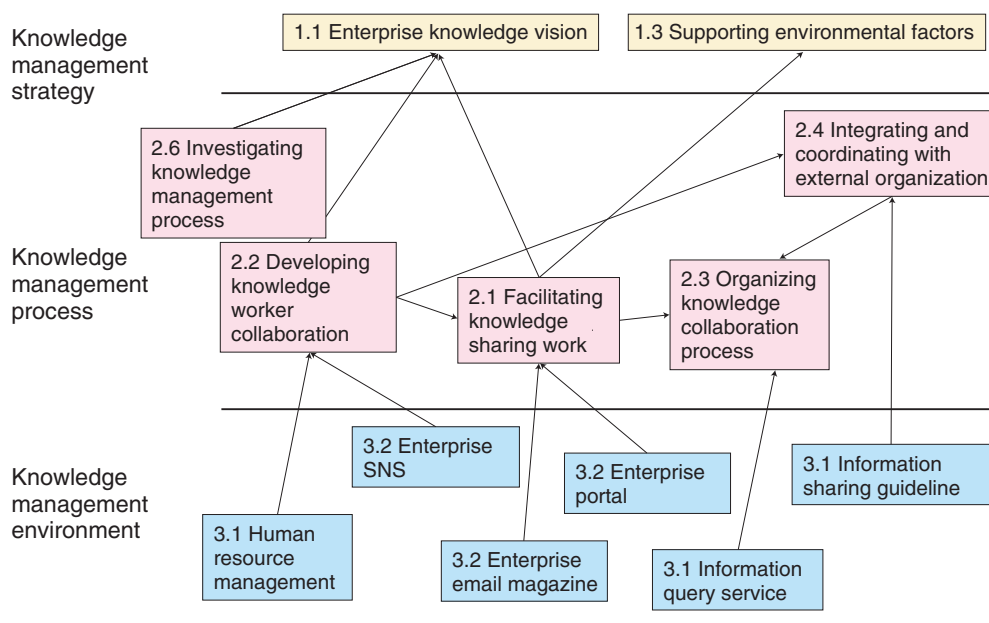 Knowledge
management
strategy
1.1 Enterprise knowledge vision
1.3 Supporting environmental factors
2.6 Investigating
knowledge
management
process
2.4 Integrating and
coordinating with
external organization
Knowledge
management
process
2.2 Developing
knowledge
worker
collaboration
2.1 Facilitating
knowledge
sharing work
2.3 Organizing
knowledge
collaboration
process
Knowledge
management
environment
3.2 Enterprise
SNS
3.2 Enterprise
portal
3.1 Information
sharing guideline
3.1 Human
resource
management
3.2 Enterprise
email magazine
3.1 Information
query service